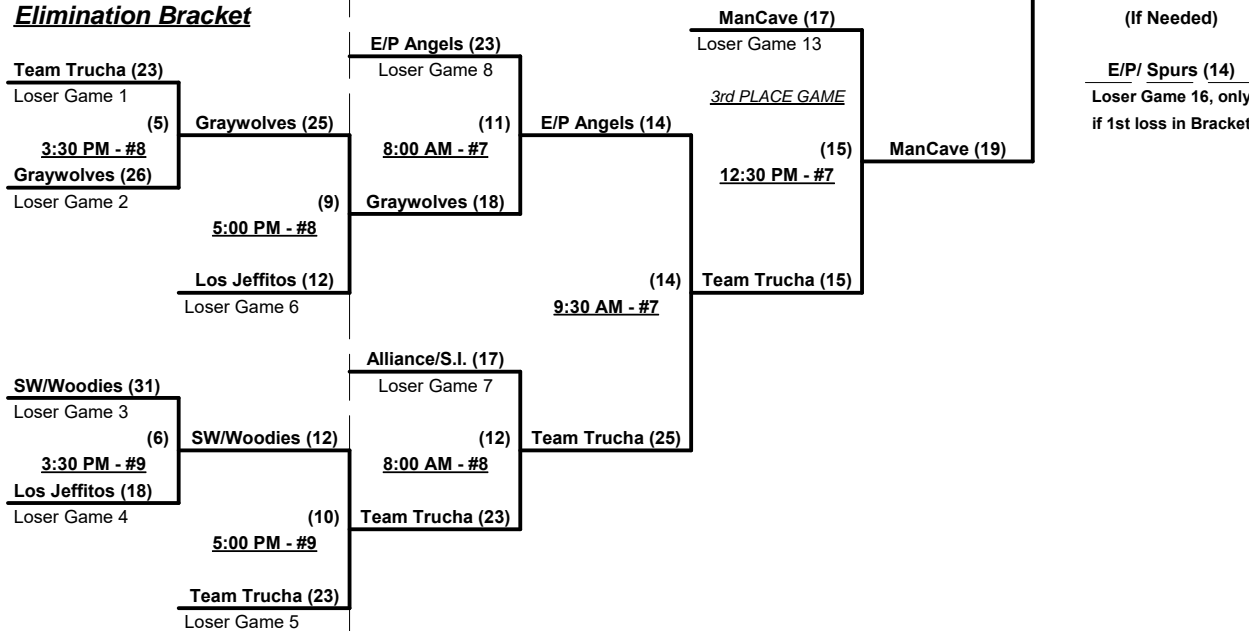 Elimination Bracket
ManCave (17)
(If Needed)
E/P Angels (23)
Loser Game 13
Loser Game 8
Team Trucha (23)
E/P/ Spurs (14)
Loser Game 1
3rd PLACE GAME
Loser Game 16, only
(5)
Graywolves (25)
(11)
E/P Angels (14)
if 1st loss in Bracket
3:30 PM - #8
8:00 AM - #7
(15)
ManCave (19)
Graywolves (26)
12:30 PM - #7
Loser Game 2
(9)
Graywolves (18)
5:00 PM - #8
Los Jeffitos (12)
(14)
Team Trucha (15)
Loser Game 6
9:30 AM - #7
Alliance/S.I. (17)
SW/Woodies (31)
Loser Game 7
Loser Game 3
(6)
SW/Woodies (12)
(12)
Team Trucha (25)
3:30 PM - #9
8:00 AM - #8
Los Jeffitos (18)
Loser Game 4
(10)
Team Trucha (23)
5:00 PM - #9
Team Trucha (23)
Loser Game 5